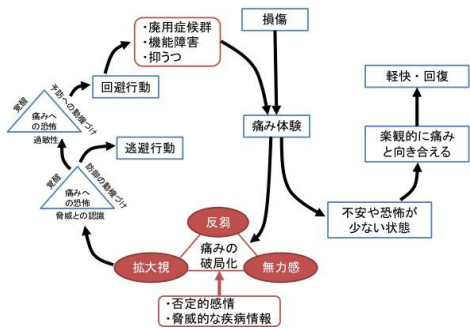 ・廃用症候群
・機能障害
・抑うつ
損傷
回避行動
軽快・回復
覚醒
予防への動機づけ
痛みへ
の恐怖
過敏性
痛み体験
楽観的に痛み
と向き合える
逃避行動
覚醒
防御の動機づけ
痛みへ
の恐怖
脅威との認識
不安や恐怖が
少ない状態
反芻
痛みの
破局化
拡大視
無力感
・否定的感情
・脅威的な疾病情報